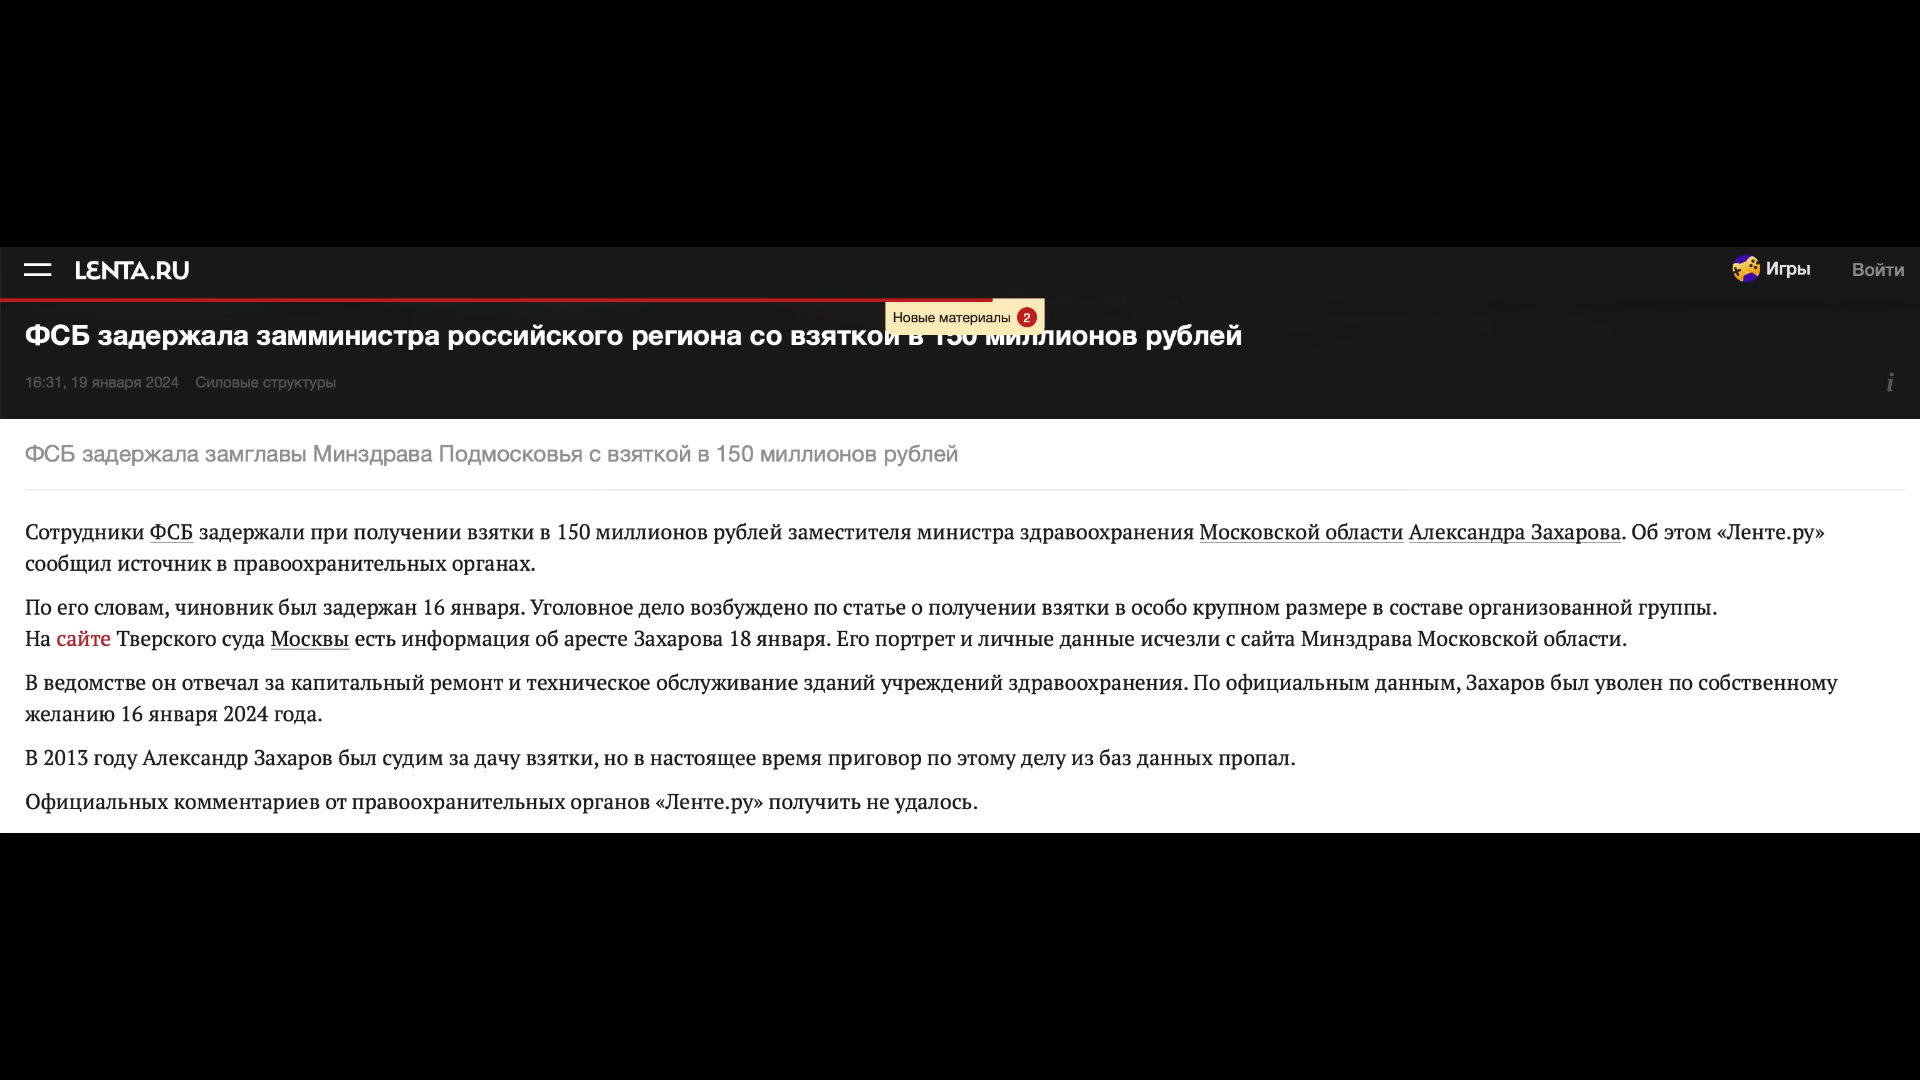 LENTA.RU
Игры
Войти
Новые материалы 2
ФСБ задержала замминистра российского региона со взяткой в 150 миллионов рублей
16:31, 19 января 2024 Силовые структуры
i
ФСБ задержала замглавы Минздрава Подмосковья с взяткой в 150 миллионов рублей
Сотрудники ФСБ задержали при получении взятки в 150 миллионов рублей заместителя министра здравоохранения Московской области Александра Захарова. Об этом «Ленте.ру»
сообщил источник в правоохранительных органах.
По его словам, чиновник был задержан 16 января. Уголовное дело возбуждено по статье о получении взятки в особо крупном размере в составе организованной группы.
На сайте Тверского суда Москвы есть информация об аресте Захарова 18 января. Его портрет и личные данные исчезли с сайта Минздрава Московской области.
В ведомстве он отвечал за капитальный ремонт и техническое обслуживание зданий учреждений здравоохранения. По официальным данным, Захаров был уволен по собственному
желанию 16 января 2024 года.
В 2013 году Александр Захаров был судим за дачу взятки, но в настоящее время приговор по этому делу из баз данных пропал.
Официальных комментариев от правоохранительных органов «Ленте.ру» получить не удалось.